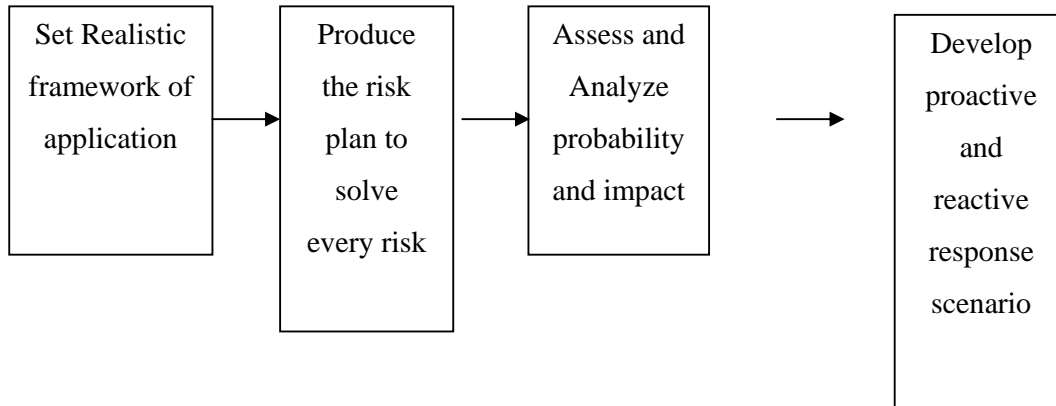 Set Realistic
framework of
application
Produce
the risk
plan to
solve
every risk
Assess and
Analyze
probability
and impact
Develop
proactive
and
reactive
response
scenario